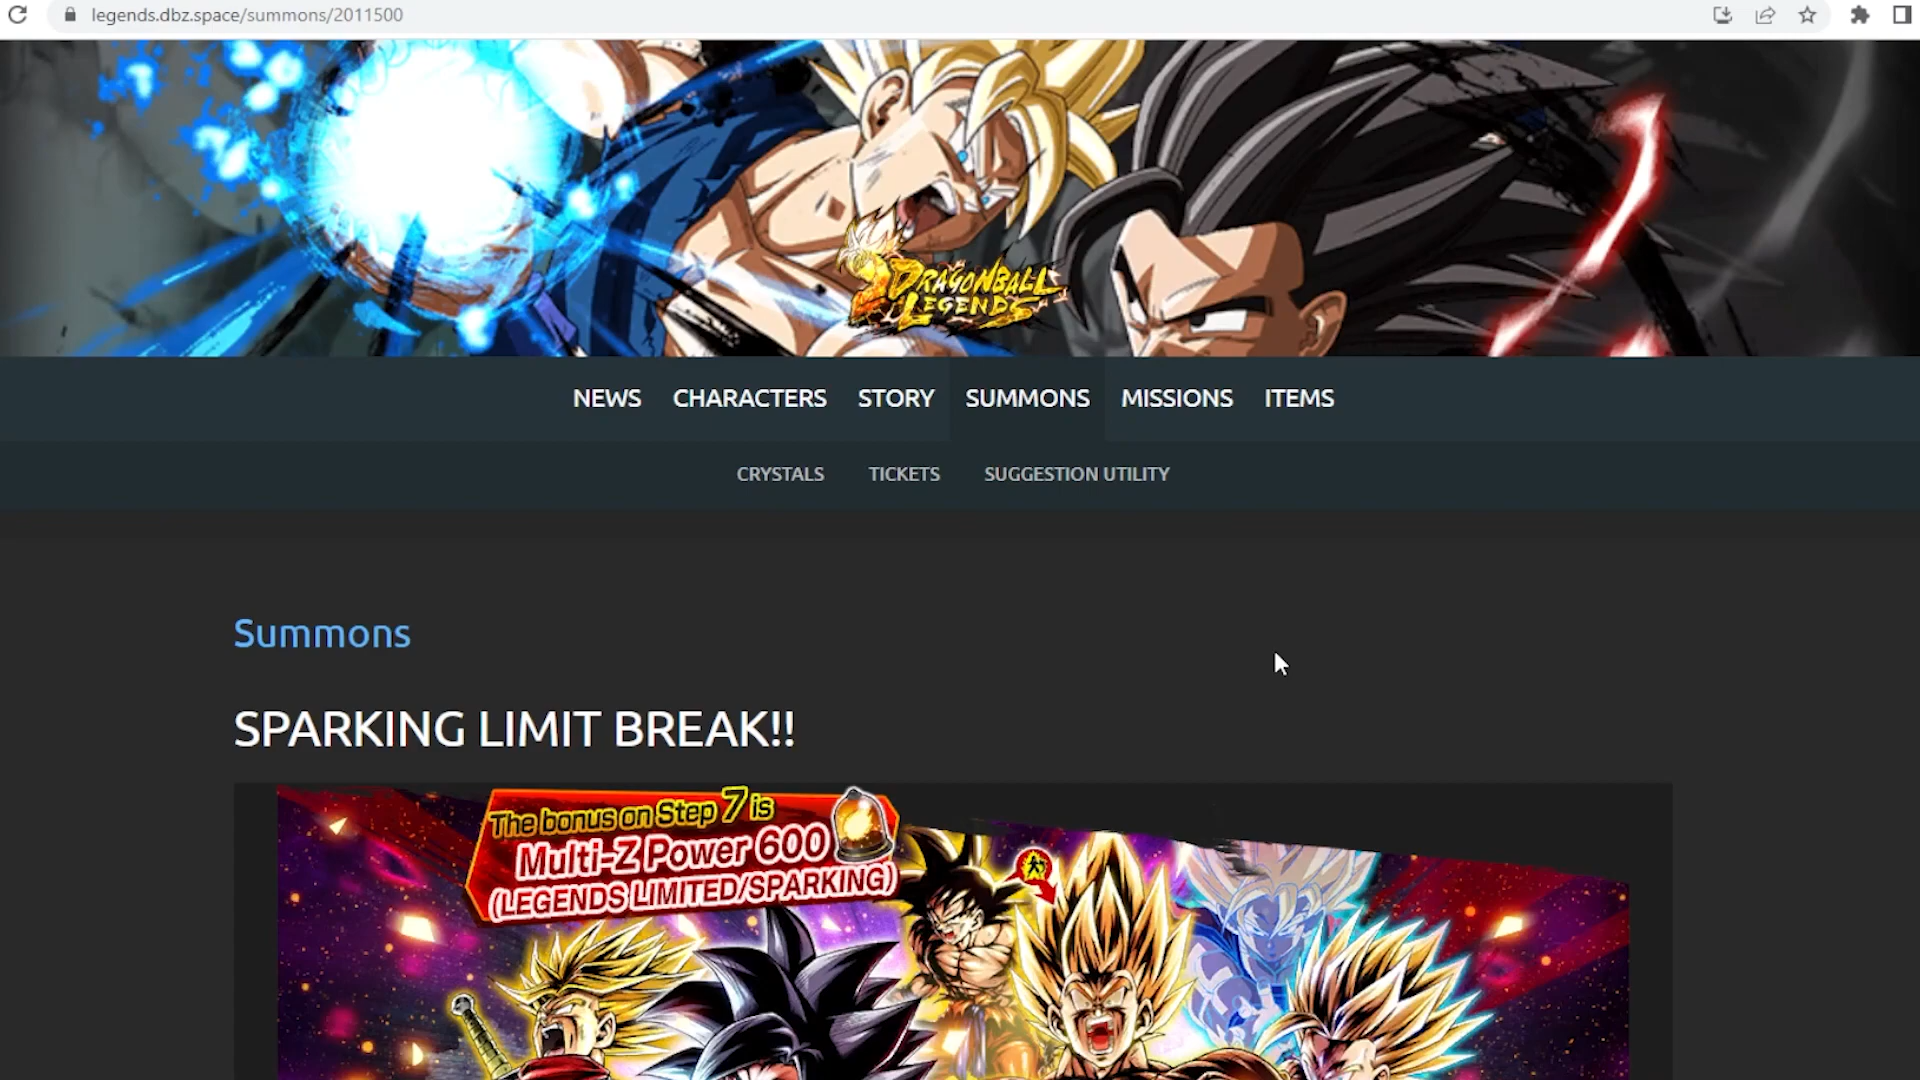 legends.dbz.space/summons/2011500
DRAGONBALL
LEGENDS
NEWS CHARACTERS STORY SUMMONS MISSIONS ITEMS
CRYSTALS TICKETS SUGGESTION UTILITY
Summons
SPARKING LIMIT BREAK!!
The bonus on Step 7 is
Multi-Z Power 600
(LEGENDS LIMITED/SPARKING)